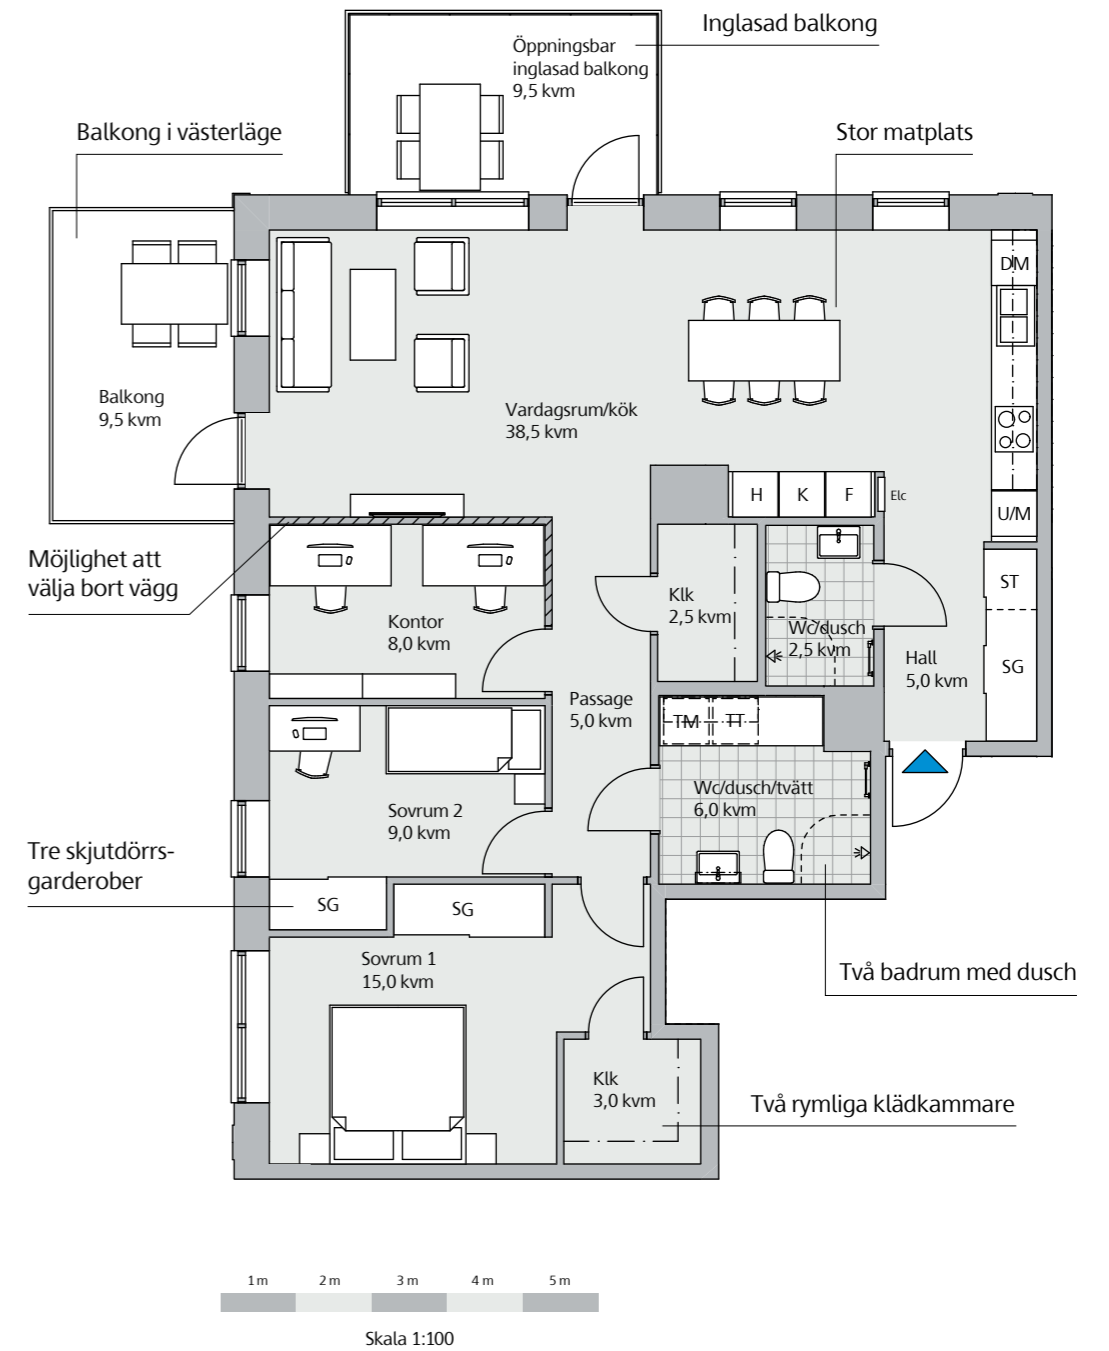 Inglasad balkong
Öppningsbar
inglasad balkong
9,5 kvm
Balkong i västerläge
Stor matplats
DM
Balkong
9,5 kvm
Vardagsrum/kök
38,5 kvm
H K F
Elc
U/M
Möjlighet att
välja bort vägg
Kontor
8,0 kvm
Klk
2,5 kvm
Wc/dusch
2,5 kvm
ST
Hall
5,0 kvm
SG
Passage
5,0 kvm
TM TT
Wc/dusch/tvätt
6,0 kvm
Sovrum 2
9,0 kvm
Tre skjutdörrs-
garderober
SG
SG
Sovrum 1
15,0 kvm
Två badrum med dusch
Klk
3,0 kvm
Två rymliga klädkammare
1 m 2 m 3 m 4 m 5 m
Skala 1:100